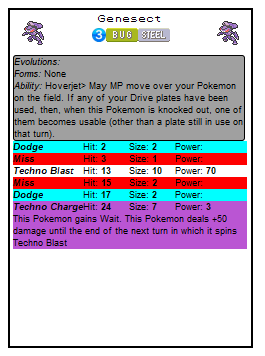 Genesect
3 BUG STEEL
Evolutions:
Forms: None
Ability: Hoverjet> May MP move over your Pokemon
on the field. If any of your Drive plates have been
used, then, when this Pokemon is knocked out, one of
them becomes usable (other than a plate still in use on
that turn).
Dodge Hit: 2 Size: 2 Power:
Miss Hit: 3 Size: 1 Power:
Techno Blast Hit: 13 Size: 10 Power: 70
Miss Hit: 15 Size: 2 Power:
Dodge Hit: 17 Size: 2 Power:
Techno Charge Hit: 24 Size: 7 Power: 3
This Pokemon gains Wait. This Pokemon deals +50
damage until the end of the next turn in which it spins
Techno Blast